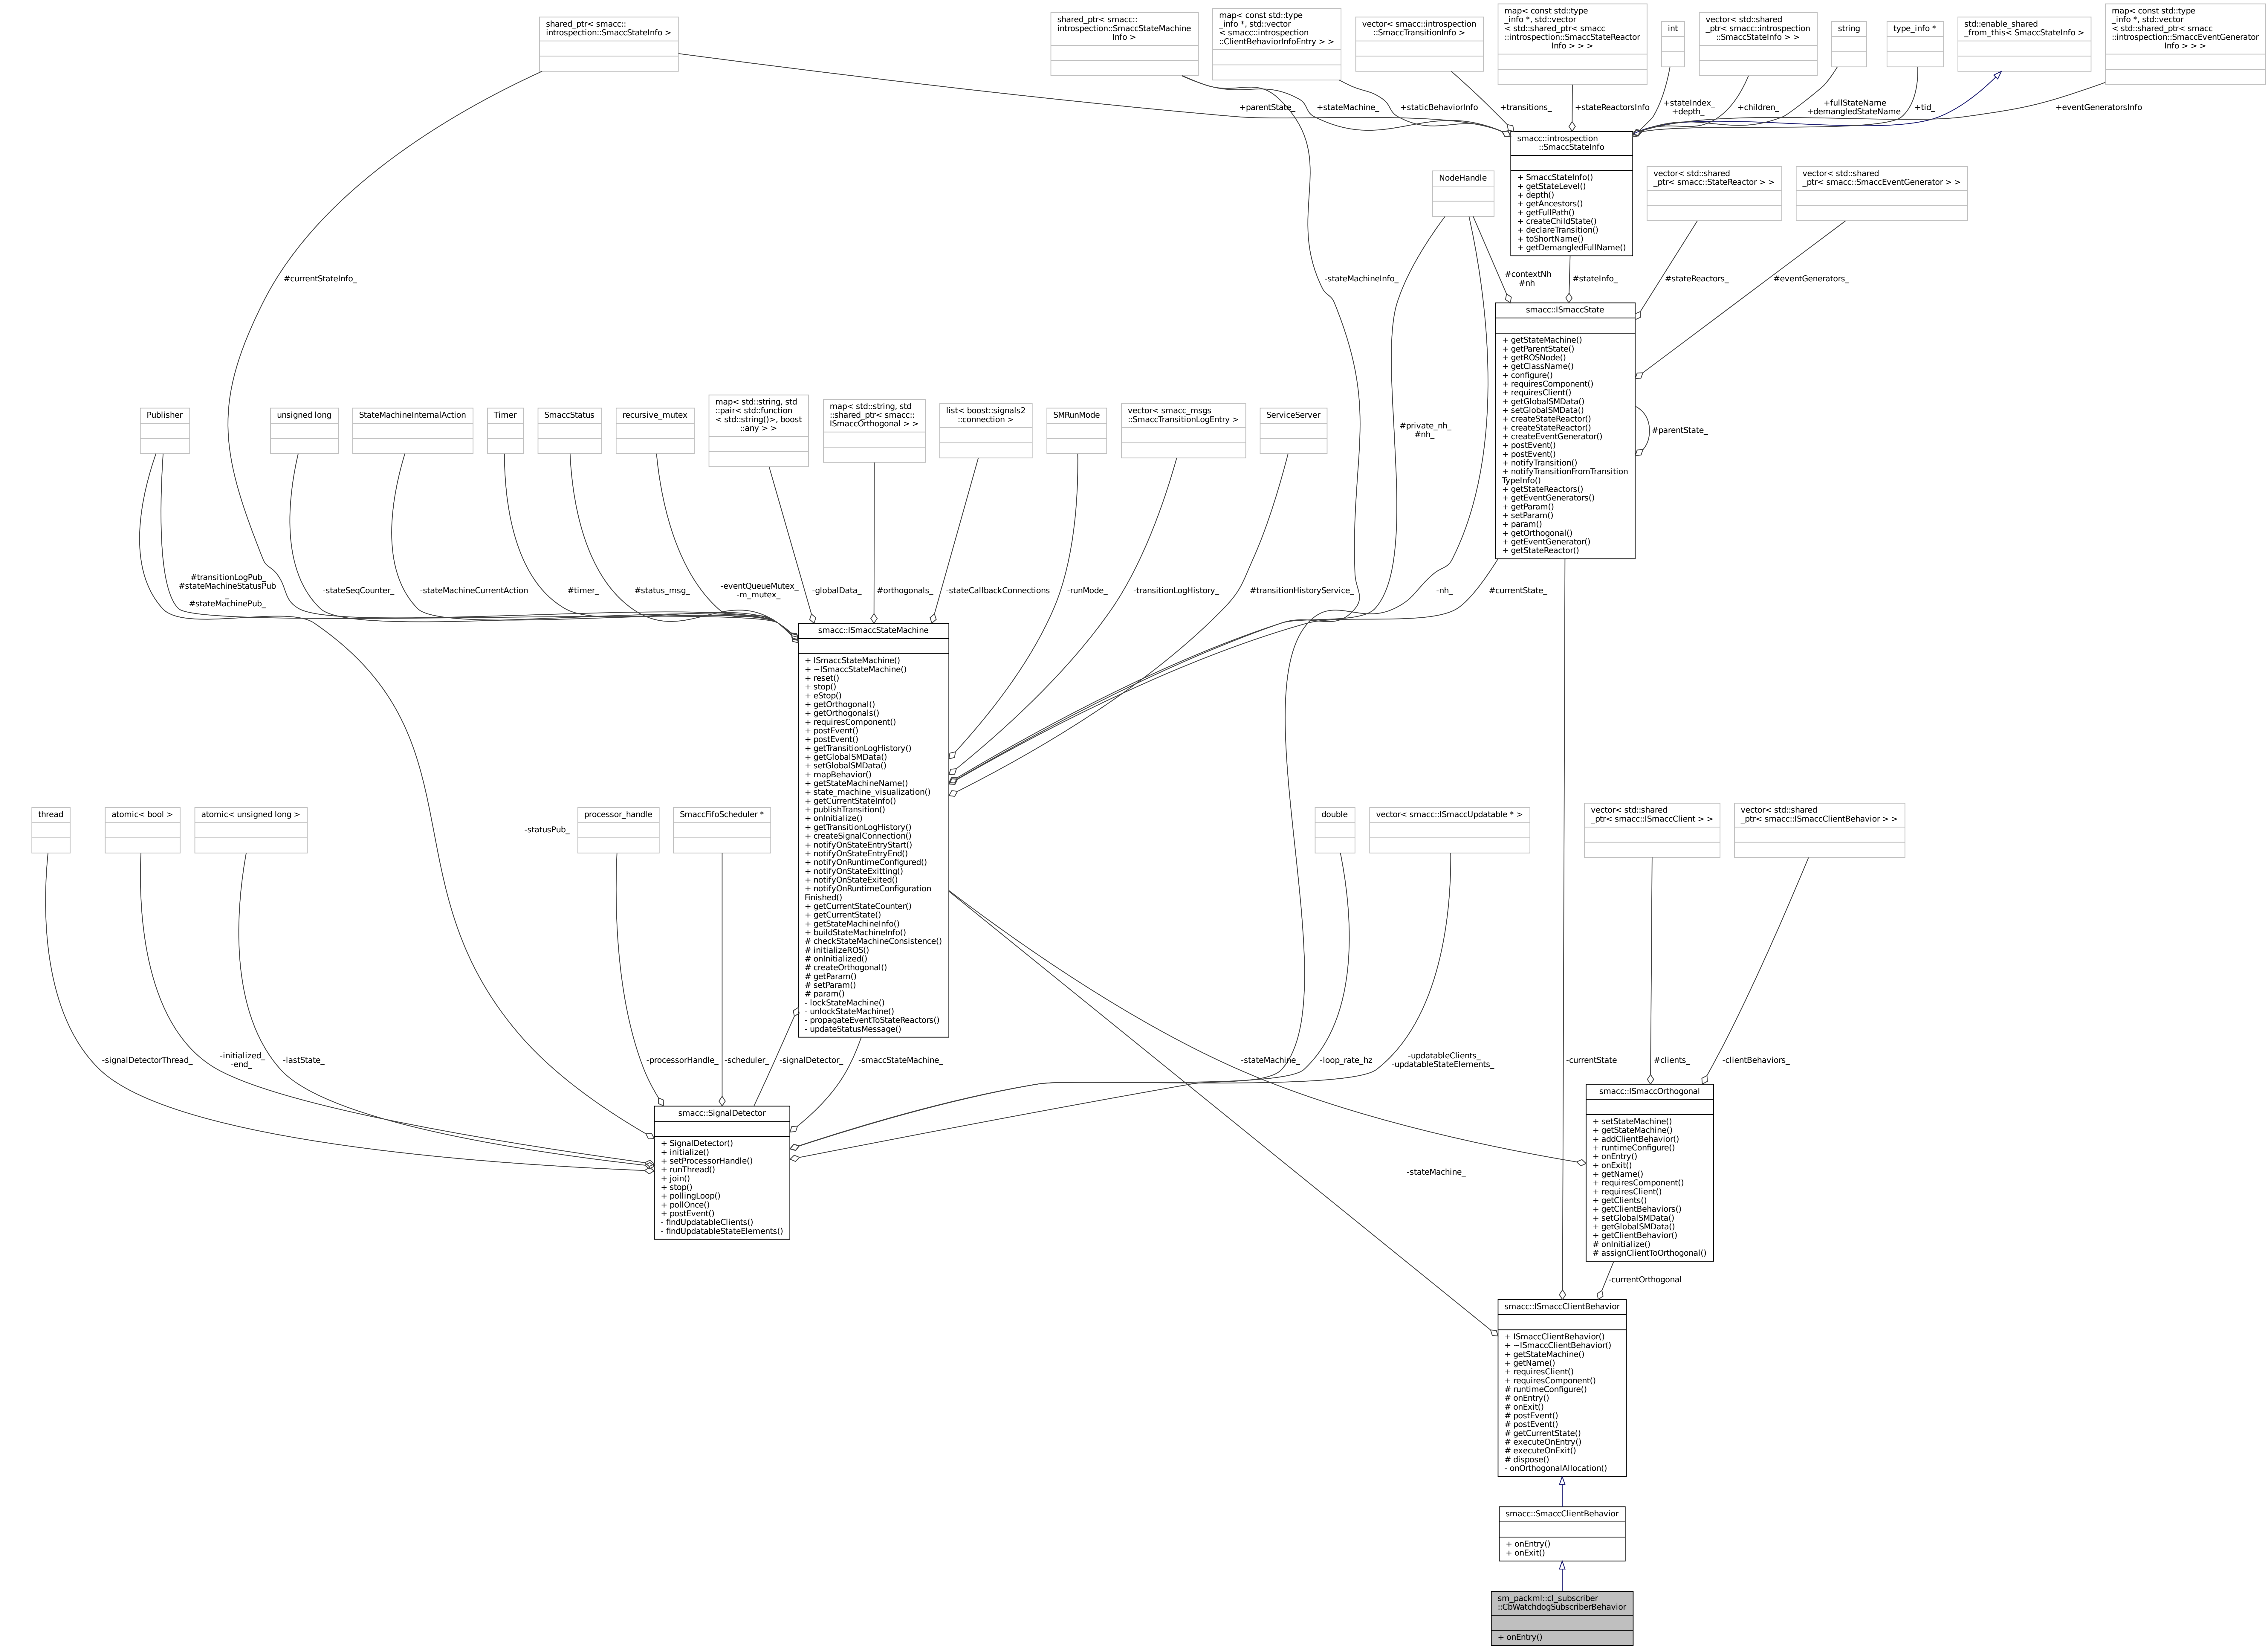 shared_ptr< smacc::
introspection::SmaccStateInfo >
shared_ptr< smacc::
introspection::SmaccStateMachine
Info >
map< const std::type
_info *, std::vector
< smacc::introspection
::ClientBehaviorInfoEntry > >
vector< smacc::introspection
::SmaccTransitionInfo >
map< const std::type
_info *, std::vector
< std::shared_ptr< smacc
::introspection::SmaccStateReactor
Info > > >
int
vector< std::shared
_ptr< smacc::introspection
::SmaccStateInfo > >
string
type_info *
std::enable_shared
_from_this< SmaccStateInfo >
map< const std::type
_info *, std::vector
< std::shared_ptr< smacc
::introspection::SmaccEventGenerator
Info > > >
+parentState_
+stateMachine_
+staticBehaviorInfo
+transitions_
+stateReactorsInfo
+stateIndex_
+depth_
+children_
+fullStateName
+demangledStateName
+tid_
+eventGeneratorsInfo
smacc::introspection
::SmaccStateInfo
+ SmaccStateInfo()
+ getStateLevel()
+ depth()
+ getAncestors()
+ getFullPath()
+ createChildState()
+ declareTransition()
+ toShortName()
+ getDemangledFullName()
NodeHandle
vector< std::shared
_ptr< smacc::StateReactor > >
vector< std::shared
_ptr< smacc::SmaccEventGenerator > >
#currentStateInfo_
-stateMachineInfo_
#contextNh
#nh
#stateInfo_
#stateReactors_
#eventGenerators_
smacc::ISmaccState
+ getStateMachine()
+ getParentState()
+ getROSNode()
+ getClassName()
+ configure()
+ requiresComponent()
+ requiresClient()
+ getGlobalSMData()
+ setGlobalSMData()
+ createStateReactor()
+ createStateReactor()
+ createEventGenerator()
+ postEvent()
+ postEvent()
+ notifyTransition()
+ notifyTransitionFromTransition
TypeInfo()
+ getStateReactors()
+ getEventGenerators()
+ getParam()
+ setParam()
+ param()
+ getOrthogonal()
+ getEventGenerator()
+ getStateReactor()
#parentState_
Publisher
unsigned long
StateMachineInternalAction
Timer
SmaccStatus
recursive_mutex
map< std::string, std
::pair< std::function
< std::string()>, boost
::any > >
map< std::string, std
::shared_ptr< smacc::
ISmaccOrthogonal > >
list< boost::signals2
::connection >
SMRunMode
vector< smacc_msgs
::SmaccTransitionLogEntry >
ServiceServer
#private_nh_
#nh_
#transitionLogPub_
#stateMachineStatusPub
_
#stateMachinePub_
-stateSeqCounter_
-stateMachineCurrentAction
#timer_
#status_msg_
-eventQueueMutex_
-m_mutex_
-globalData_
#orthogonals_
-stateCallbackConnections
-runMode_
-transitionLogHistory_
#transitionHistoryService_
-nh_
#currentState_
smacc::ISmaccStateMachine
+ ISmaccStateMachine()
+ ~ISmaccStateMachine()
+ reset()
+ stop()
+ eStop()
+ getOrthogonal()
+ getOrthogonals()
+ requiresComponent()
+ postEvent()
+ postEvent()
+ getTransitionLogHistory()
+ getGlobalSMData()
+ setGlobalSMData()
+ mapBehavior()
+ getStateMachineName()
+ state_machine_visualization()
+ getCurrentStateInfo()
+ publishTransition()
+ onInitialize()
+ getTransitionLogHistory()
+ createSignalConnection()
+ notifyOnStateEntryStart()
+ notifyOnStateEntryEnd()
+ notifyOnRuntimeConfigured()
+ notifyOnStateExitting()
+ notifyOnStateExited()
+ notifyOnRuntimeConfiguration
Finished()
+ getCurrentStateCounter()
+ getCurrentState()
+ getStateMachineInfo()
+ buildStateMachineInfo()
# checkStateMachineConsistence()
# initializeROS()
# onInitialized()
# createOrthogonal()
# getParam()
# setParam()
# param()
- lockStateMachine()
- unlockStateMachine()
- propagateEventToStateReactors()
- updateStatusMessage()
thread
atomic< bool >
atomic< unsigned long >
-statusPub_
processor_handle
SmaccFifoScheduler *
double
vector< smacc::ISmaccUpdatable * >
vector< std::shared
_ptr< smacc::ISmaccClient > >
vector< std::shared
_ptr< smacc::ISmaccClientBehavior > >
-signalDetectorThread_
-initialized_
-end_
-lastState_
-processorHandle_
-scheduler_
-signalDetector_
-smaccStateMachine_
-stateMachine_
-loop_rate_hz
-updatableClients_
-updatableStateElements_
-currentState
#clients_
-clientBehaviors_
smacc::SignalDetector
+ SignalDetector()
+ initialize()
+ setProcessorHandle()
+ runThread()
+ join()
+ stop()
+ pollingLoop()
+ pollOnce()
+ postEvent()
- findUpdatableClients()
- findUpdatableStateElements()
smacc::ISmaccOrthogonal
+ setStateMachine()
+ getStateMachine()
+ addClientBehavior()
+ runtimeConfigure()
+ onEntry()
+ onExit()
+ getName()
+ requiresComponent()
+ requiresClient()
+ getClients()
+ getClientBehaviors()
+ setGlobalSMData()
+ getGlobalSMData()
+ getClientBehavior()
# onInitialize()
# assignClientToOrthogonal()
-stateMachine_
-currentOrthogonal
smacc::ISmaccClientBehavior
+ ISmaccClientBehavior()
+ ~ISmaccClientBehavior()
+ getStateMachine()
+ getName()
+ requiresClient()
+ requiresComponent()
# runtimeConfigure()
# onEntry()
# onExit()
# postEvent()
# postEvent()
# getCurrentState()
# executeOnEntry()
# executeOnExit()
# dispose()
- onOrthogonalAllocation()
smacc::SmaccClientBehavior
+ onEntry()
+ onExit()
sm_packml::cl_subscriber
::CbWatchdogSubscriberBehavior
+ onEntry()